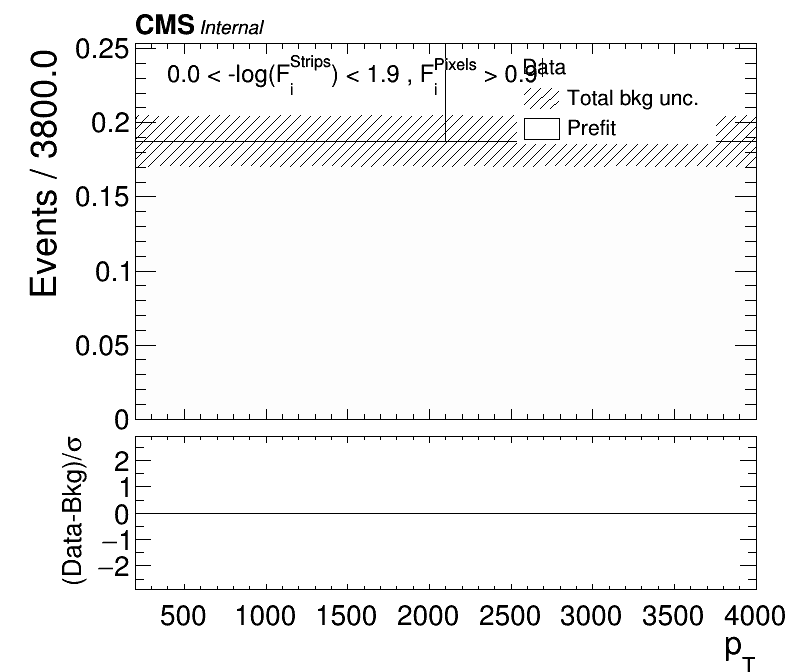 CMS Internal
0.0 < -log(F_i^Strips) < 1.9 , F_i^Pixels > 0.9
Data
Total bkg unc.
Prefit
Events / 3800.0
0.25
0.2
0.15
0.1
0.05
0
(Data-Bkg)/σ
2
1
0
−1
−2
500 1000 1500 2000 2500 3000 3500 4000
p_T